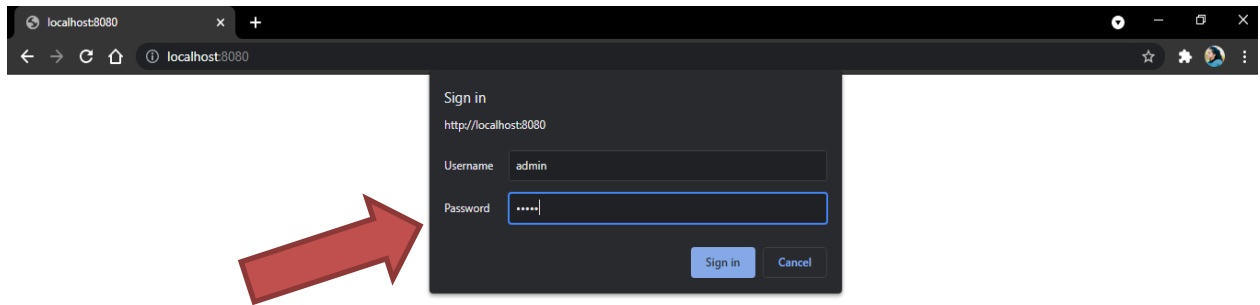 localhost:8080
localhost:8080
Sign in
http://localhost:8080
Username admin
Password •••••
Sign in Cancel